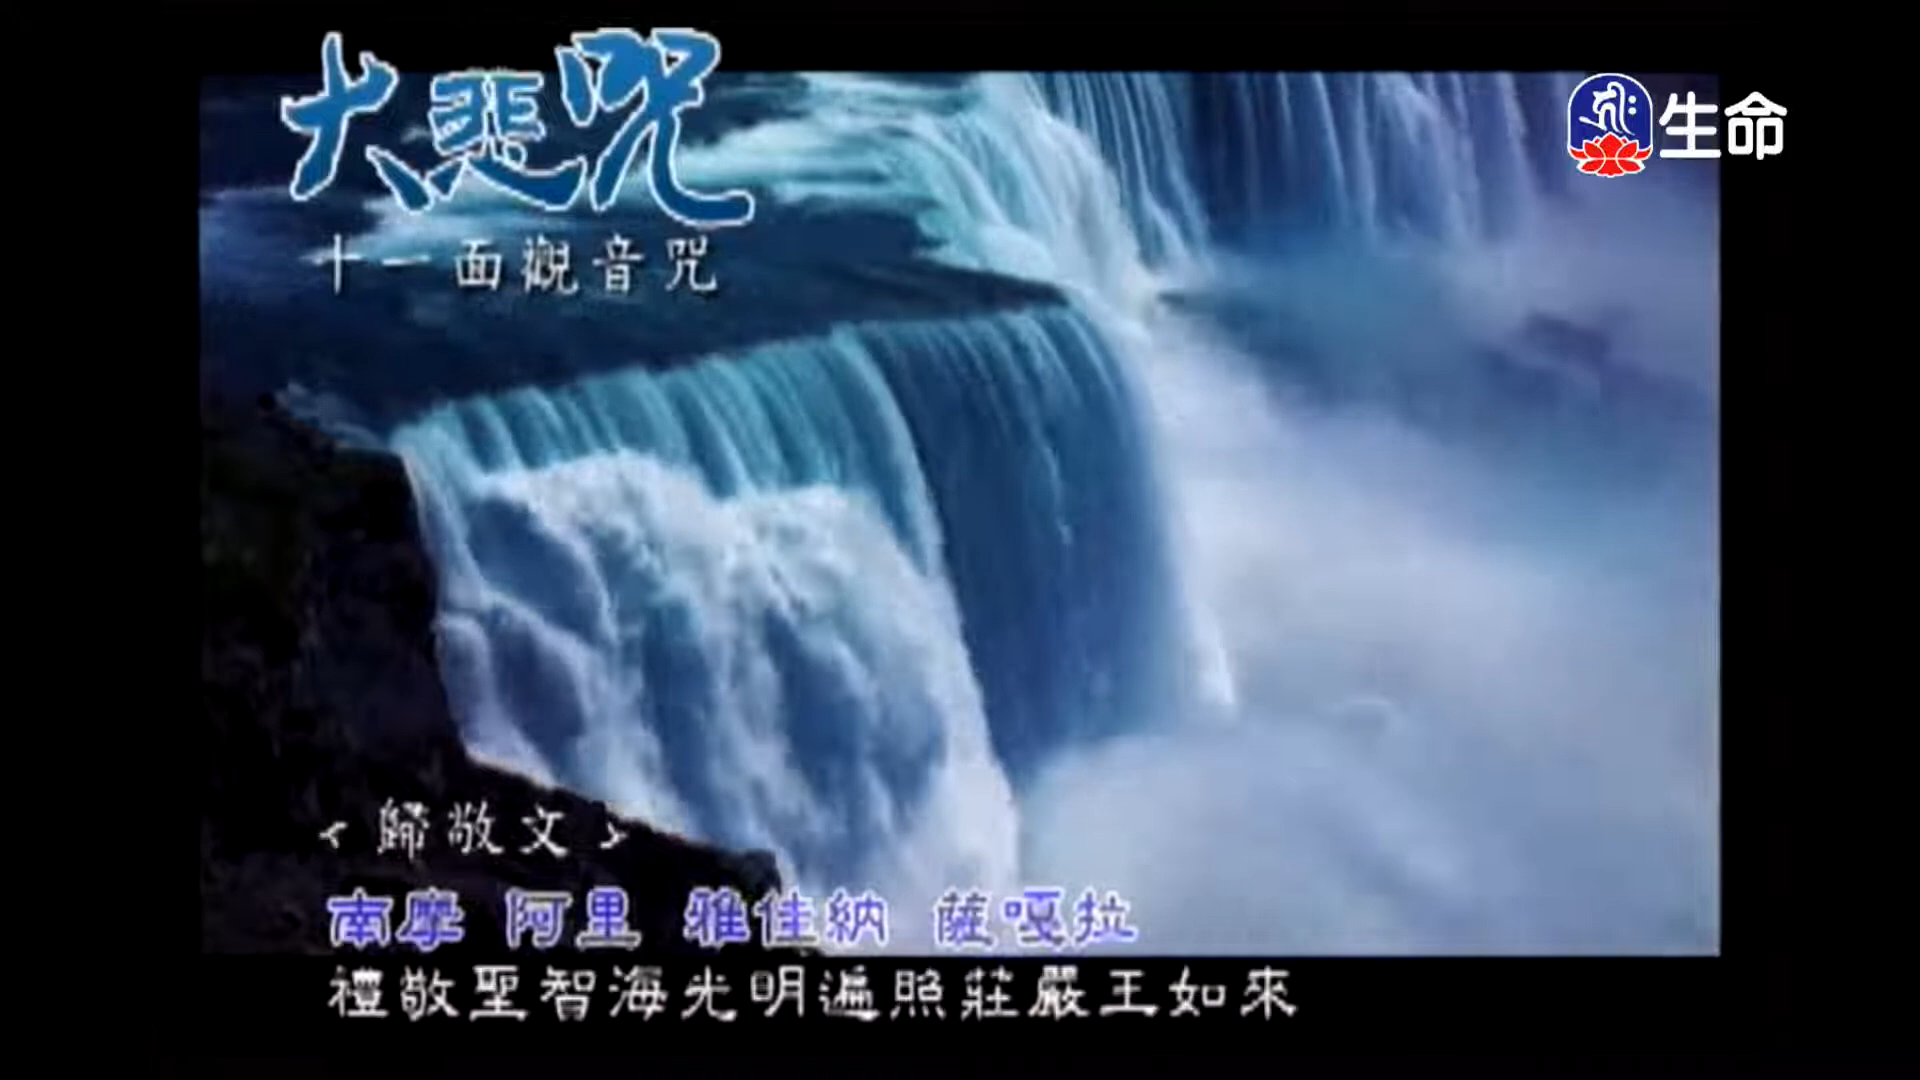 大悲咒
生命
十一面觀音咒
<歸敬文>
南摩 阿里 雅佳納 薩嘎拉
禮敬聖智海光明遍照莊嚴王如來